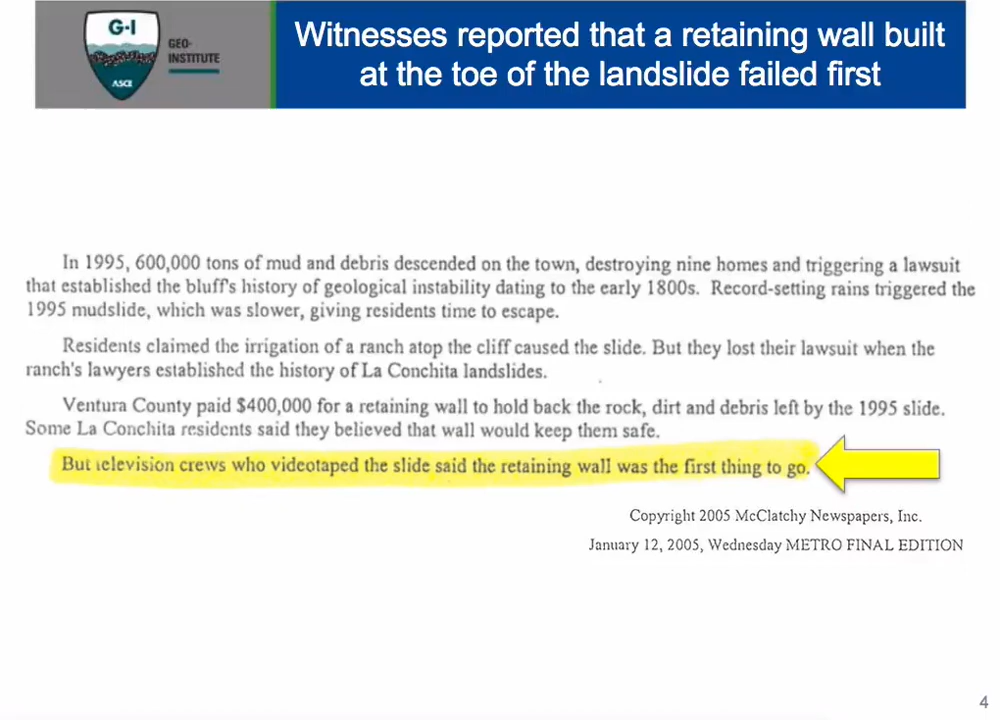 G-I
GEO-
INSTITUTE
ASCE
Witnesses reported that a retaining wall built
at the toe of the landslide failed first
In 1995, 600,000 tons of mud and debris descended on the town, destroying nine homes and triggering a lawsuit
that established the bluff's history of geological instability dating to the early 1800s. Record-setting rains triggered the
1995 mudslide, which was slower, giving residents time to escape.
Residents claimed the irrigation of a ranch atop the cliff caused the slide. But they lost their lawsuit when the
ranch's lawyers established the history of La Conchita landslides.
Ventura County paid $400,000 for a retaining wall to hold back the rock, dirt and debris left by the 1995 slide.
Some La Conchita residents said they believed that wall would keep them safe.
But television crews who videotaped the slide said the retaining wall was the first thing to go.
Copyright 2005 McClatchy Newspapers, Inc.
January 12, 2005, Wednesday METRO FINAL EDITION
4